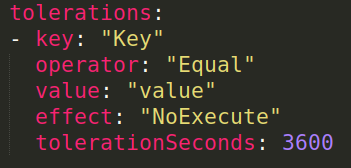 tolerations:
- key: "Key"
  operator: "Equal"
  value: "value"
  effect: "NoExecute"
  tolerationSeconds: 3600